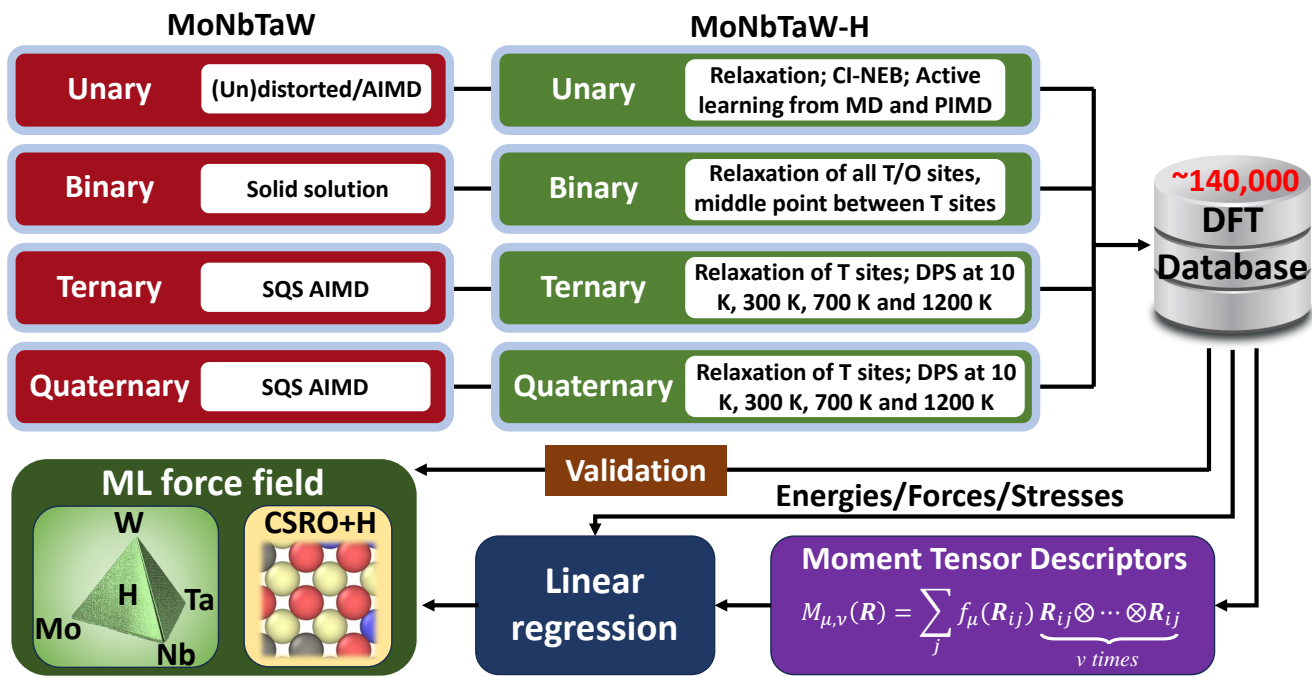 MoNbTaW
MoNbTaW-H
Unary
(Un)distorted/AIMD
Unary
Relaxation; CI-NEB; Active
learning from MD and PIMD
Binary
Solid solution
Binary
Relaxation of all T/O sites,
middle point between T sites
Ternary
SQS AIMD
Ternary
Relaxation of T sites; DPS at 10
K, 300 K, 700 K and 1200 K
Quaternary
SQS AIMD
Quaternary
Relaxation of T sites; DPS at 10
K, 300 K, 700 K and 1200 K
~140,000
DFT
Database
Validation
Energies/Forces/Stresses
ML force field
W
H
Ta
Mo
Nb
CSRO+H
Linear
regression
Moment Tensor Descriptors
M_{μ,ν}(R) = ∑_j f_μ(R_{ij}) R_{ij}⊗ ⋯ ⊗R_{ij}
ν times